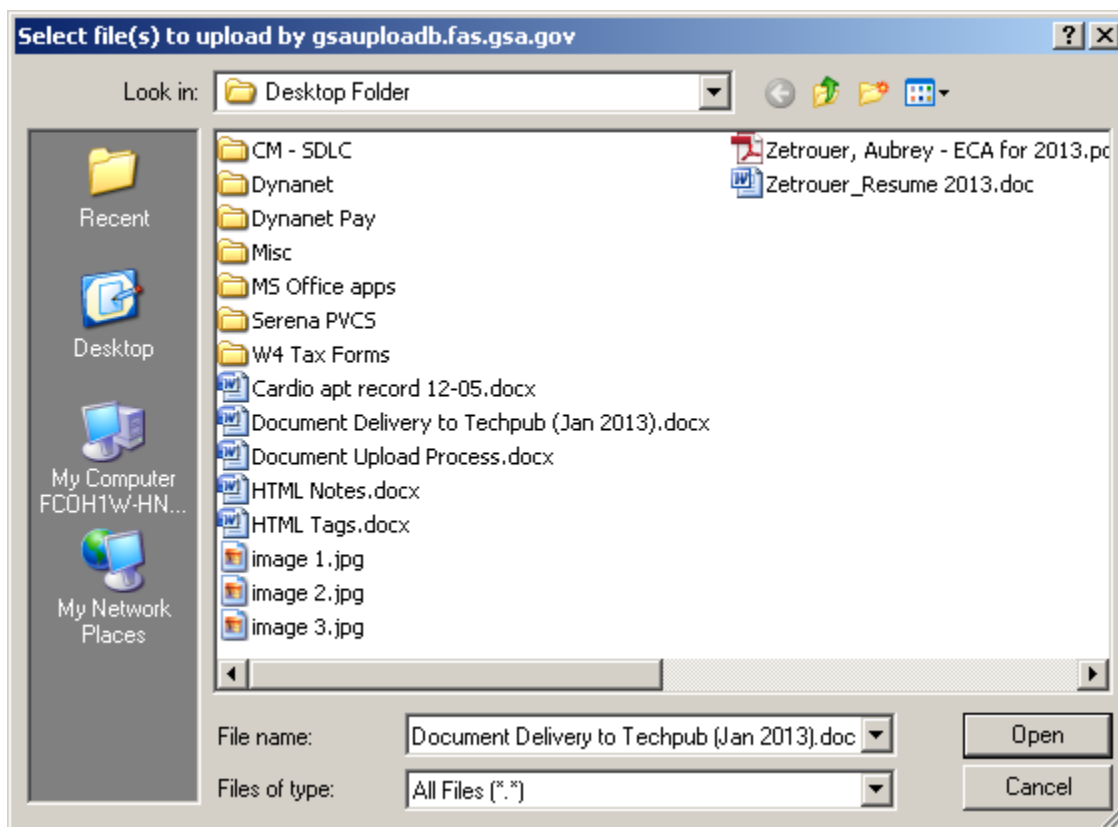 Select file(s) to upload by gsauploadb.fas.gsa.gov
Look in:
Desktop Folder
Recent
Desktop
My Computer
FCOH1W-HN...
My Network
Places
CM - SDLC
Dynanet
Dynanet Pay
Misc
MS Office apps
Serena PVCS
W4 Tax Forms
Cardio apt record 12-05.docx
Document Delivery to Techpub (Jan 2013).docx
Document Upload Process.docx
HTML Notes.docx
HTML Tags.docx
image 1.jpg
image 2.jpg
image 3.jpg
Zetrouer, Aubrey - ECA for 2013.pd
Zetrouer_Resume 2013.doc
File name:
Document Delivery to Techpub (Jan 2013).doc
Open
Files of type:
All Files (*.*)
Cancel